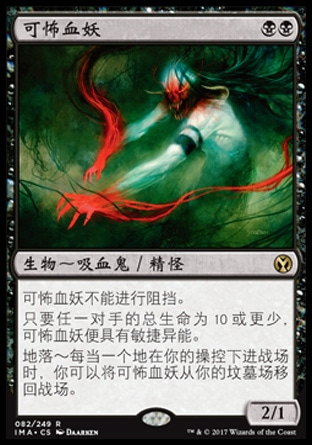 可怖血妖
生物～吸血鬼／精怪
可怖血妖不能进行阻挡。
只要任一对手的总生命为10或更少，
可怖血妖便具有敏捷异能。
地落～每当一个地在你的操控下进战场
时，你可以将可怖血妖从你的坟墓场移
回战场。
082/249 R
IMA • CS DAARKEN
2/1
™ & © 2017 Wizards of the Coast